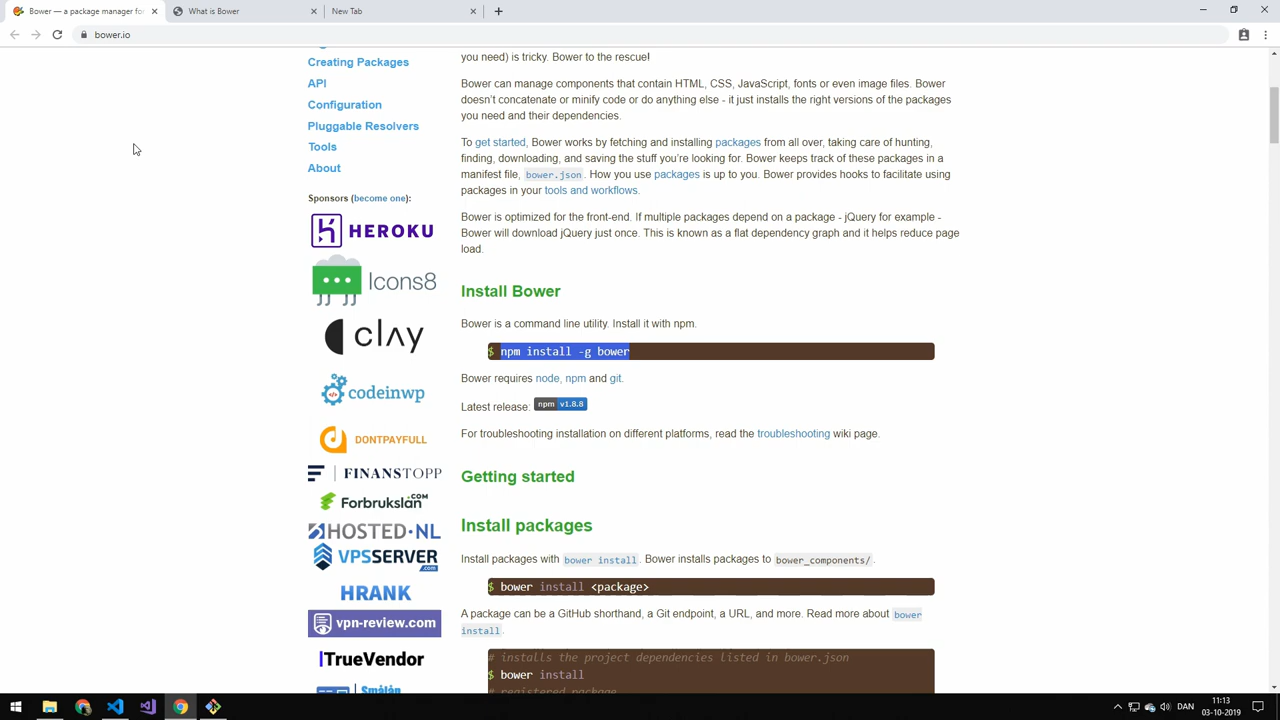 Bower — a package manager for
What is Bower
New Tab
bower.io
Creating Packages
API
Configuration
Pluggable Resolvers
Tools
About
Sponsors (become one):
HEROKU
Icons8
clay
codeinwp
DONTPAYFULL
FINANSTOPP
Forbrukslån.COM
HOSTED·NL
VPSSERVER.com
HRANK
vpn-review.com
TrueVendor
Smålån
you need) is tricky. Bower to the rescue!
Bower can manage components that contain HTML, CSS, JavaScript, fonts or even image files. Bower
doesn't concatenate or minify code or do anything else - it just installs the right versions of the packages
you need and their dependencies.
To get started, Bower works by fetching and installing packages from all over, taking care of hunting,
finding, downloading, and saving the stuff you're looking for. Bower keeps track of these packages in a
manifest file, bower.json. How you use packages is up to you. Bower provides hooks to facilitate using
packages in your tools and workflows.
Bower is optimized for the front-end. If multiple packages depend on a package - jQuery for example -
Bower will download jQuery just once. This is known as a flat dependency graph and it helps reduce page
load.
Install Bower
Bower is a command line utility. Install it with npm.
$ npm install -g bower
Bower requires node, npm and git.
Latest release: npm v1.8.8
For troubleshooting installation on different platforms, read the troubleshooting wiki page.
Getting started
Install packages
Install packages with bower install. Bower installs packages to bower_components/.
$ bower install <package>
A package can be a GitHub shorthand, a Git endpoint, a URL, and more. Read more about bower
install.
# installs the project dependencies listed in bower.json
$ bower install
# registered package
DAN
11:13
03-10-2019